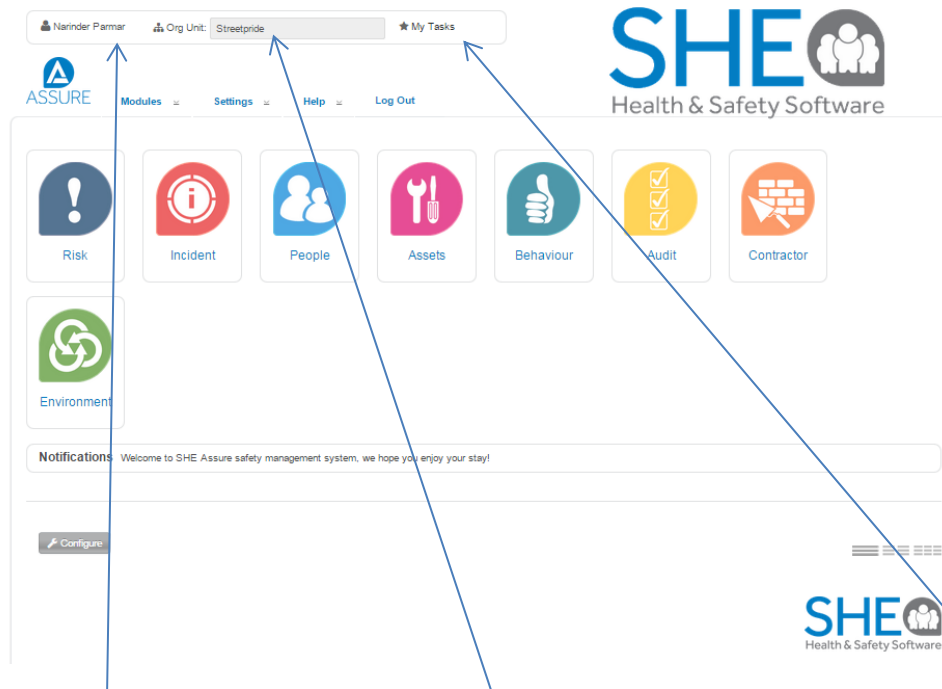 Narinder Parmar Org Unit: Streetpride My Tasks
SHE
Health & Safety Software
ASSURE
Modules Settings Help Log Out
Risk Incident People Assets Behaviour Audit Contractor
Environment
Notifications Welcome to SHE Assure safety management system, we hope you enjoy your stay!
Configure
SHE
Health & Safety Software